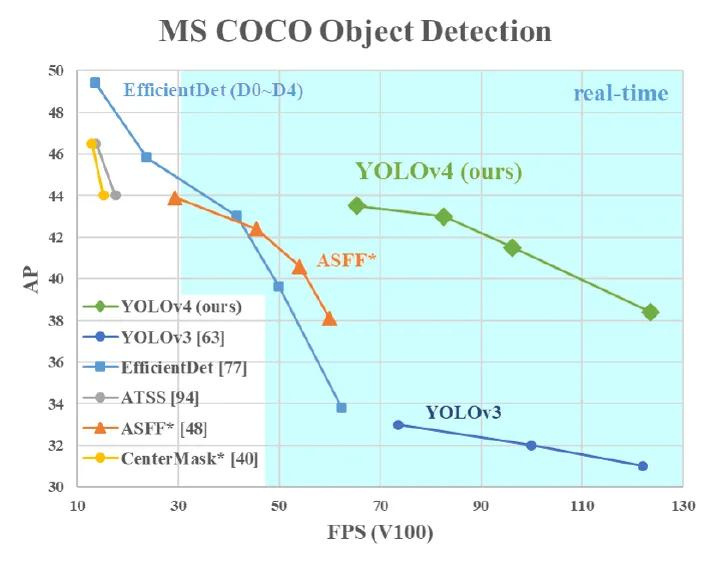 MS COCO Object Detection
50
48
46
44
42
40
38
36
34
32
30
AP
EfficientDet (D0~D4)
real-time
YOLOv4 (ours)
ASFF*
YOLOv3
YOLOv4 (ours)
YOLOv3 [63]
EfficientDet [77]
ATSS [94]
ASFF* [48]
CenterMask* [40]
10 30 50 70 90 110 130
FPS (V100)